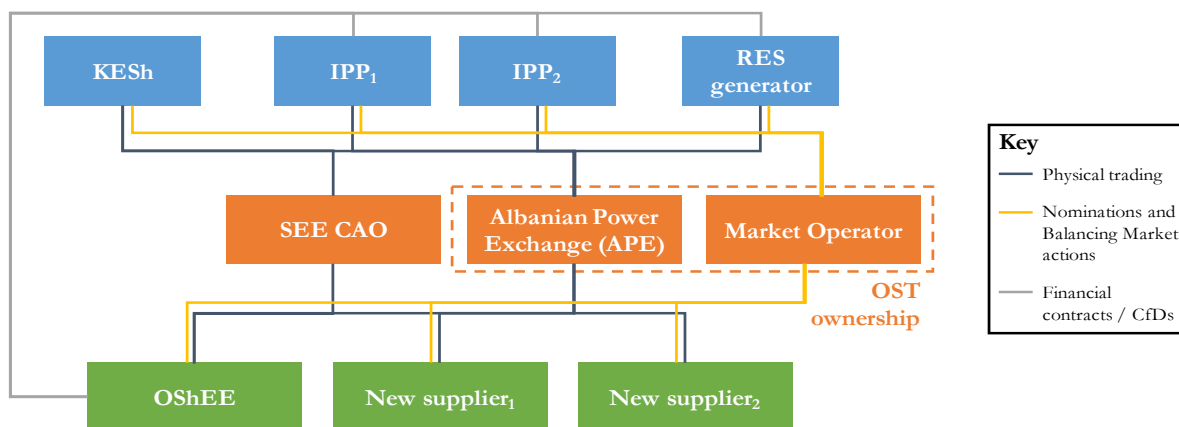 KESh
IPP1
IPP2
RES
generator
SEE CAO
Albanian Power
Exchange (APE)
Market Operator
OST
ownership
OShEE
New supplier1
New supplier2
Key
Physical trading
Nominations and
Balancing Market
actions
Financial
contracts / CfDs